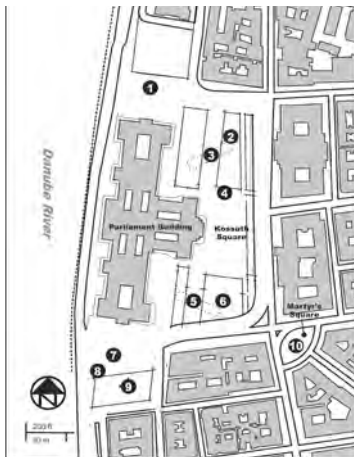 1
2
3
4
Danube River
Parliament Building
Kossuth
Square
5
6
Martyr's
Square
10
7
8
9
200 ft
60 m